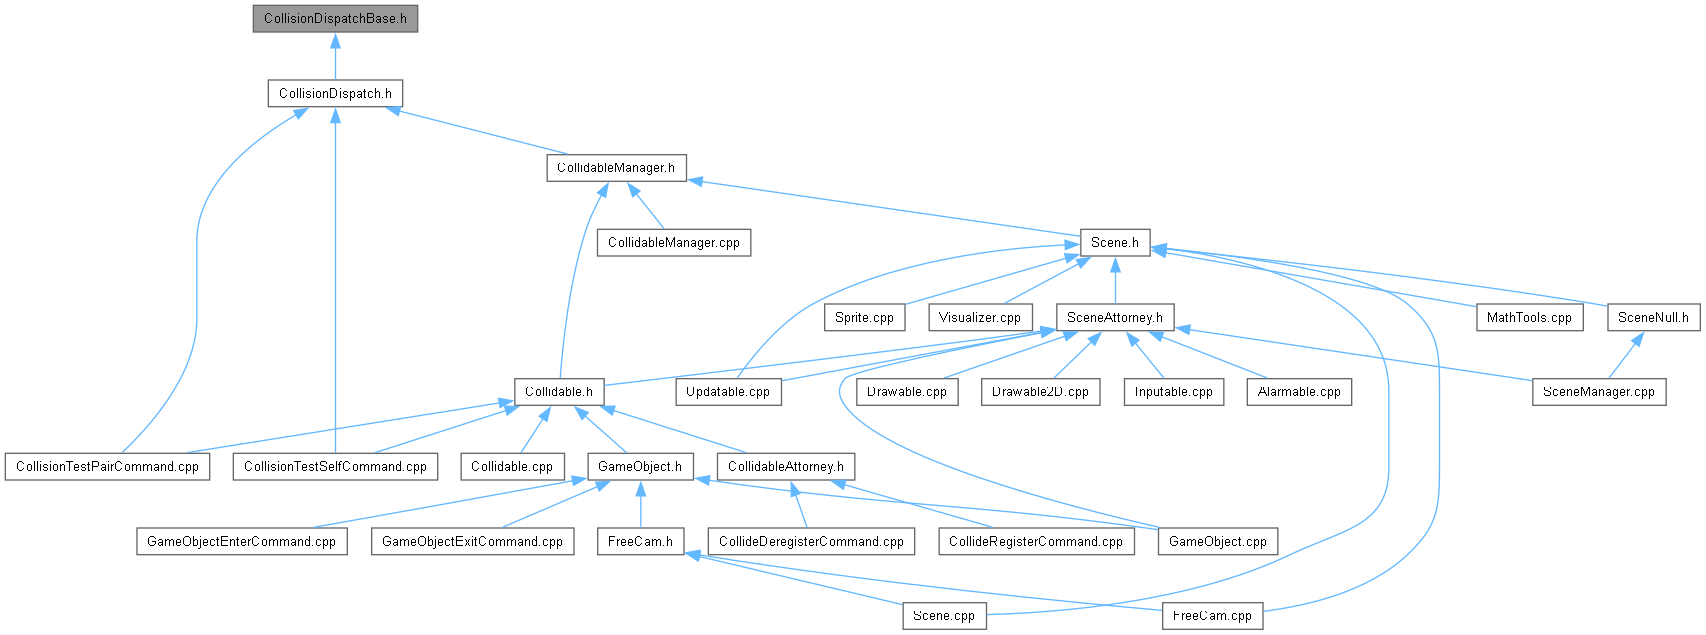 CollisionDispatchBase.h
CollisionDispatch.h
CollidableManager.h
CollidableManager.cpp
Scene.h
Sprite.cpp
Visualizer.cpp
SceneAttorney.h
MathTools.cpp
SceneNull.h
Collidable.h
Updatable.cpp
Drawable.cpp
Drawable2D.cpp
Inputable.cpp
Alarmable.cpp
SceneManager.cpp
CollisionTestPairCommand.cpp
CollisionTestSelfCommand.cpp
Collidable.cpp
GameObject.h
CollidableAttorney.h
GameObjectEnterCommand.cpp
GameObjectExitCommand.cpp
FreeCam.h
CollideDeregisterCommand.cpp
CollideRegisterCommand.cpp
GameObject.cpp
Scene.cpp
FreeCam.cpp